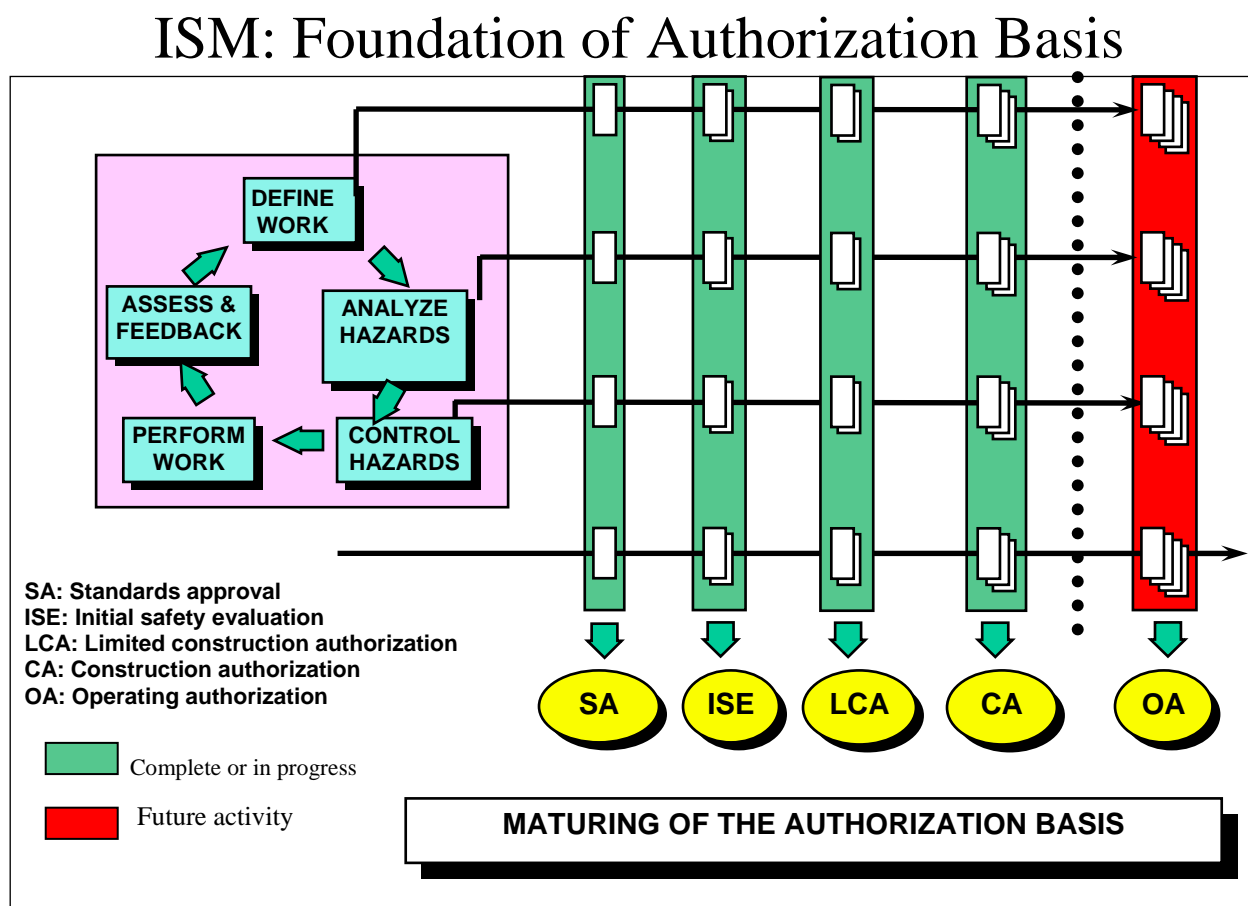 ISM: Foundation of Authorization Basis
DEFINE
WORK
ASSESS &
FEEDBACK
ANALYZE
HAZARDS
PERFORM
WORK
CONTROL
HAZARDS
SA: Standards approval
ISE: Initial safety evaluation
LCA: Limited construction authorization
CA: Construction authorization
OA: Operating authorization
SA
ISE
LCA
CA
OA
Complete or in progress
Future activity
MATURING OF THE AUTHORIZATION BASIS